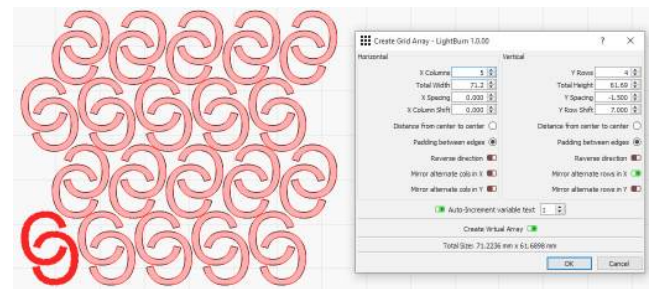 Create Grid Array - LightBurn 1.0.00 ? ×
Horizontal Vertical
X Columns 5 Y Rows 4
Total Width 71.2 Total Height 61.69
X Spacing 0.000 Y Spacing -1.500
X Column Shift 0.000 Y Row Shift 7.000
Distance from center to center Distance from center to center
Padding between edges Padding between edges
Reverse direction Reverse direction
Mirror alternate cols in X Mirror alternate rows in X
Mirror alternate cols in Y Mirror alternate rows in Y
Auto-Increment variable text 1
Create Virtual Array
Total Size: 71.2236 mm x 61.6898 mm
OK Cancel